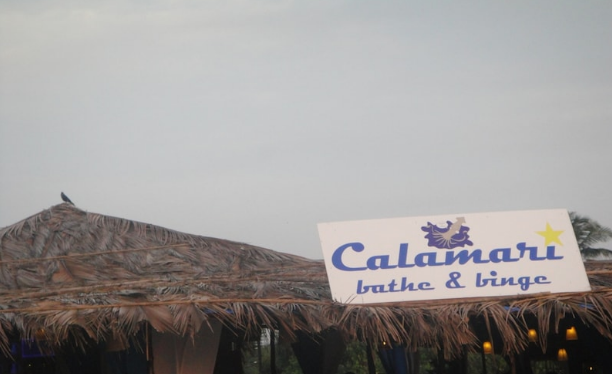 Calamari
bathe & binge